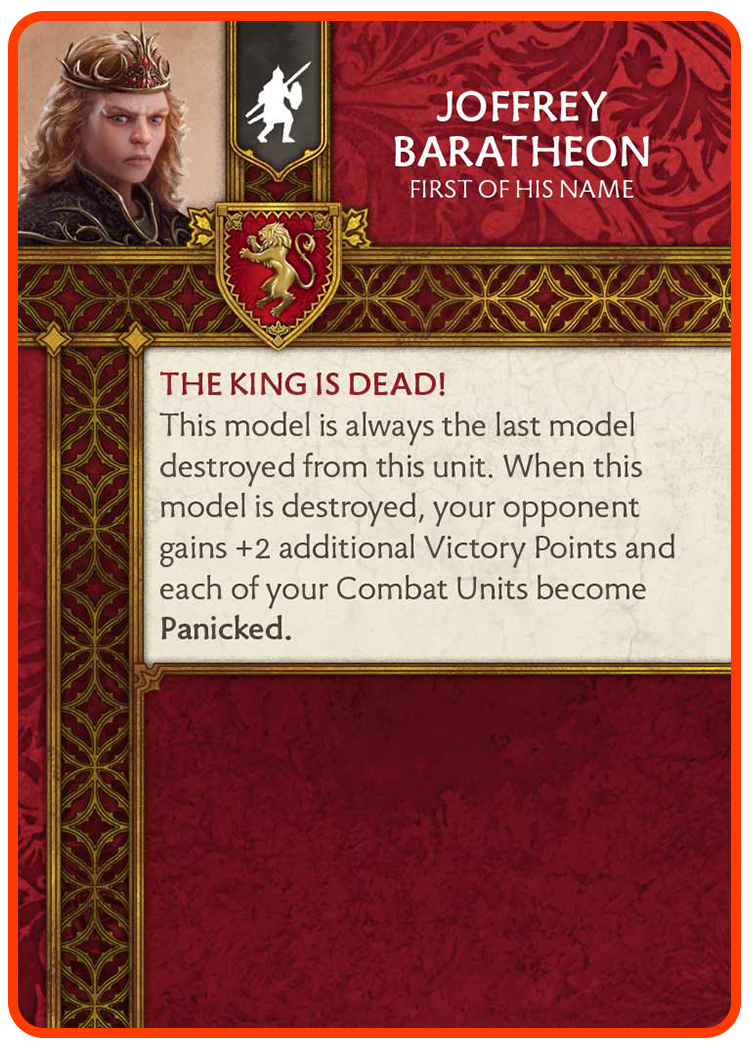 JOFFREY
BARATHEON
FIRST OF HIS NAME
THE KING IS DEAD!
This model is always the last model
destroyed from this unit. When this
model is destroyed, your opponent
gains +2 additional Victory Points and
each of your Combat Units become
Panicked.